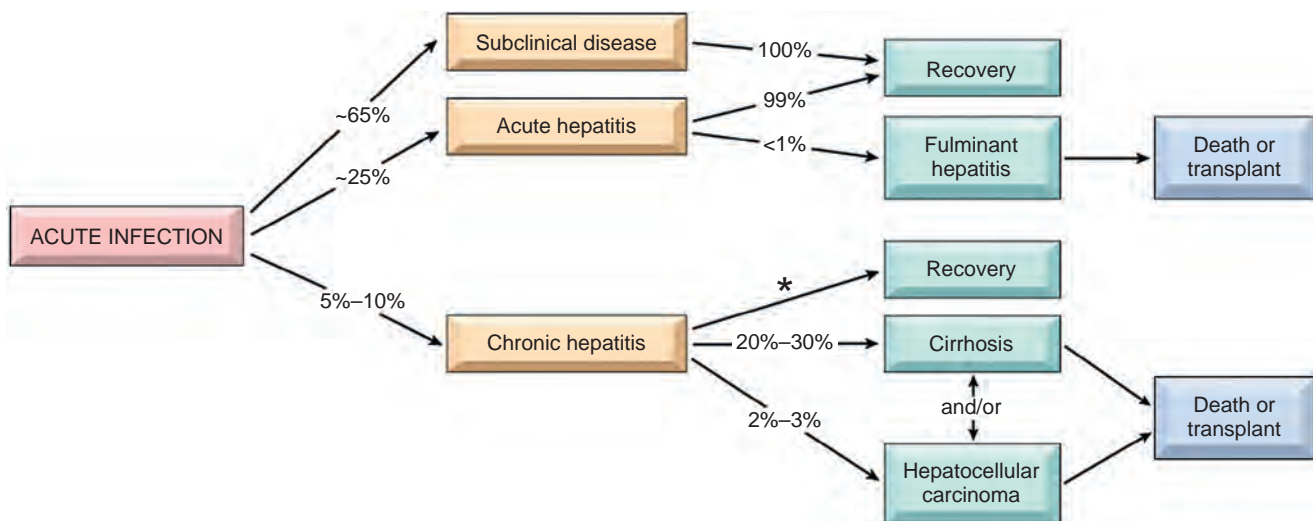 Subclinical disease
100%
Recovery
~65%
Acute hepatitis
99%
<1%
Fulminant
hepatitis
Death or
transplant
~25%
ACUTE INFECTION
5%–10%
Chronic hepatitis
*
Recovery
20%–30%
Cirrhosis
and/or
2%–3%
Hepatocellular
carcinoma
Death or
transplant